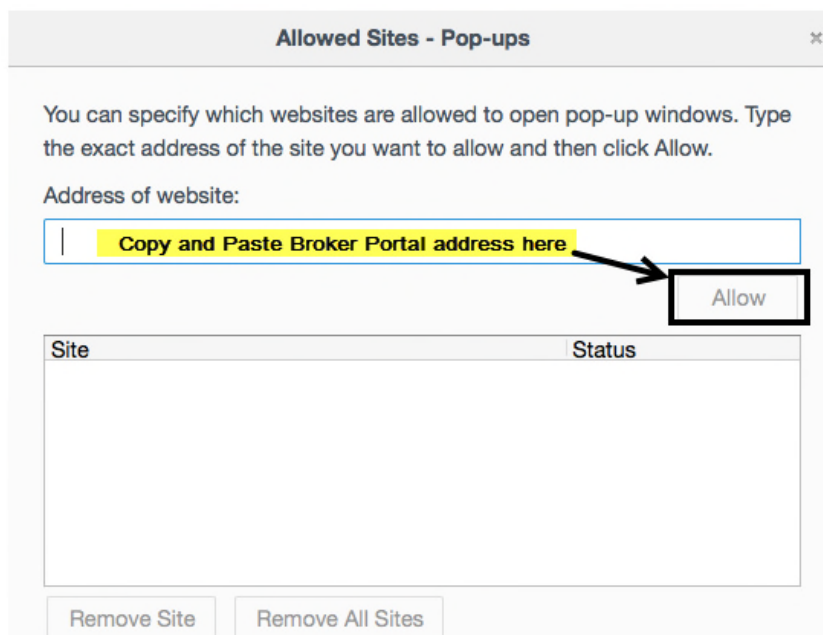 Allowed Sites - Pop-ups
You can specify which websites are allowed to open pop-up windows. Type
the exact address of the site you want to allow and then click Allow.
Address of website:
Copy and Paste Broker Portal address here
Allow
Site Status
Remove Site Remove All Sites